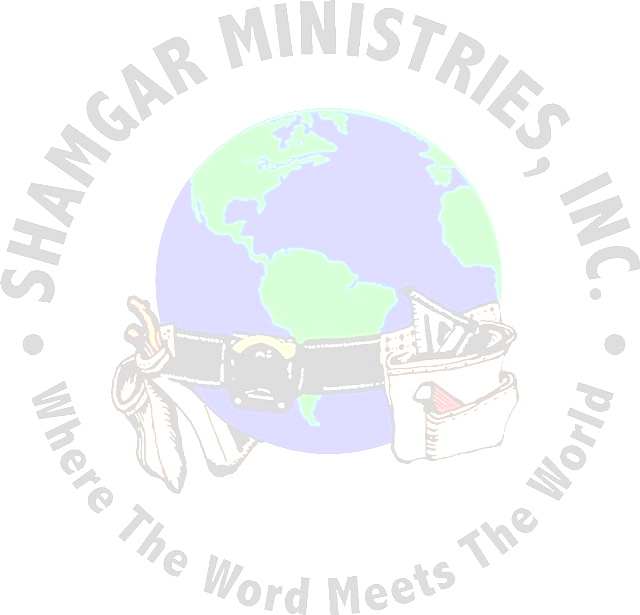 SHAMGAR MINISTRIES, INC.
Where The Word Meets The World